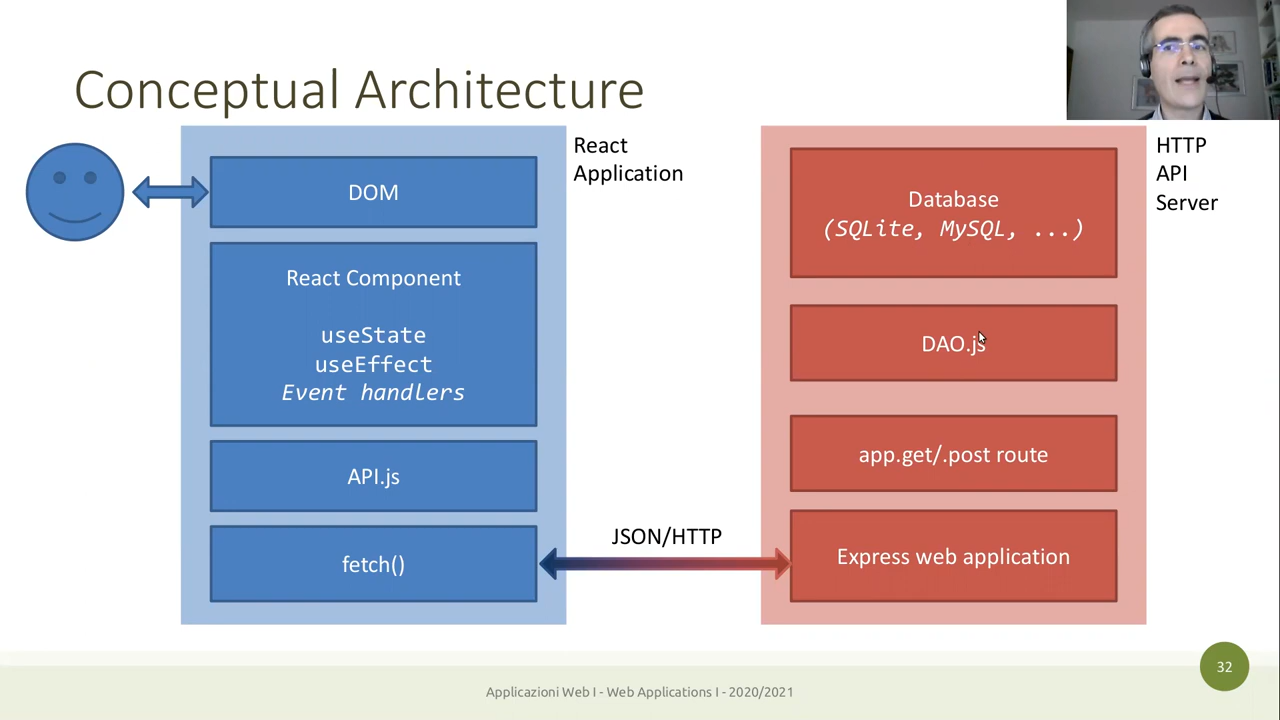 Conceptual Architecture
React
Application
DOM
React Component
useState
useEffect
Event handlers
API.js
fetch()
JSON/HTTP
HTTP
API
Server
Database
(SQLite, MySQL, ...)
DAO.js
app.get/.post route
Express web application
32
Applicazioni Web I - Web Applications I - 2020/2021